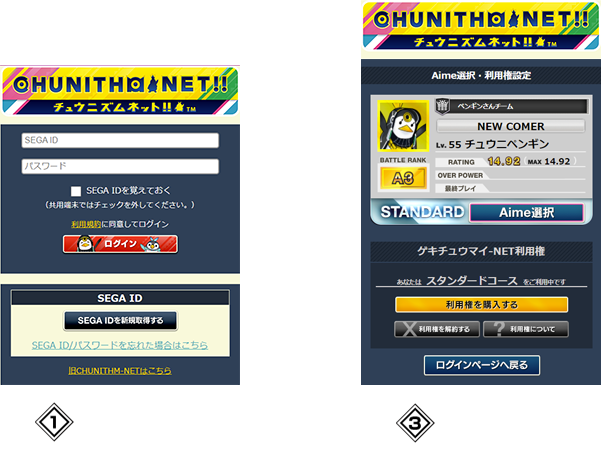 CHUNITHM-NET!!
チュウニズムネット!! TM
SEGA ID
パスワード
SEGA IDを覚えておく
(共用端末ではチェックを外してください。)
利用規約に同意してログイン
ログイン
SEGA ID
SEGA IDを新規取得する
SEGA ID/パスワードを忘れた場合はこちら
旧CHUNITHM-NETはこちら
1
CHUNITHM-NET!!
チュウニズムネット!! TM
Aime選択・利用権設定
ペンギンさんチーム
NEW COMER
Lv. 55 チュウニペンギン
BATTLE RANK
A3
RATING 14.92 MAX 14.92
OVER POWER
最終プレイ
STANDARD Aime選択
ゲキチュウマイ-NET利用権
あなたは スタンダードコース をご利用中です
利用権を購入する
X 利用権を解約する
? 利用権について
ログインページへ戻る
3